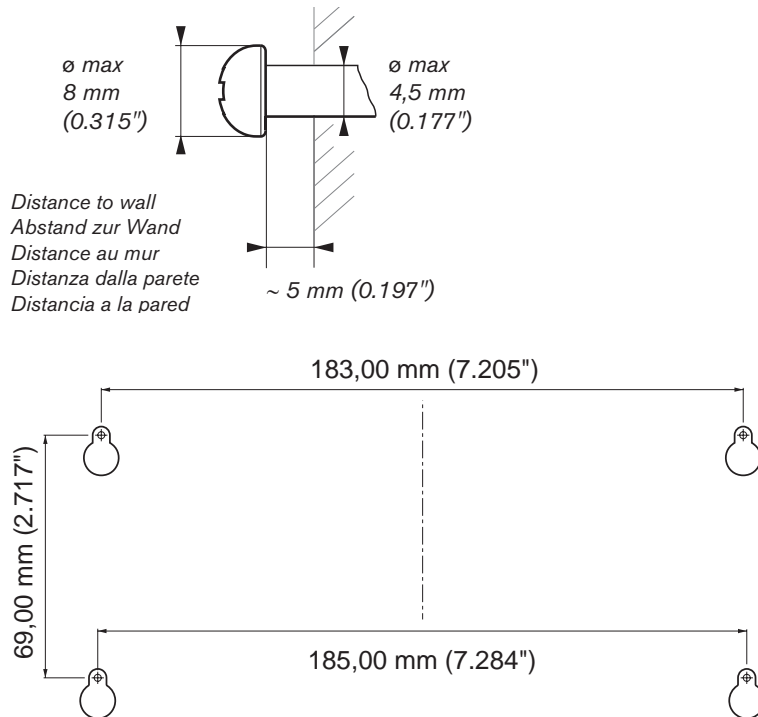 ø max
8 mm
(0.315")
ø max
4,5 mm
(0.177")
Distance to wall
Abstand zur Wand
Distance au mur
Distanza dalla parete
Distancia a la pared
~ 5 mm (0.197")
183,00 mm (7.205")
69,00 mm (2.717")
185,00 mm (7.284")